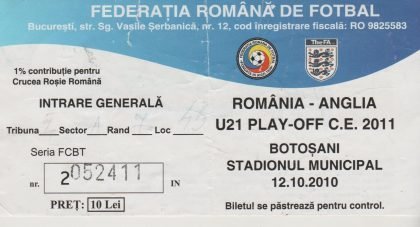 FEDERAȚIA ROMÂNĂ DE FOTBAL
București, str. Sg. Vasile Șerbanică, nr. 12, cod înregistrare fiscală: RO 9825583
The FA
1% contribuție pentru
Crucea Roșie Română
INTRARE GENERALĂ
Tribuna Sector Rand Loc
Seria FCBT
nr. 2052411 IN
PREȚ: 10 Lei
ROMÂNIA - ANGLIA
U21 PLAY-OFF C.E. 2011
BOTOȘANI
STADIONUL MUNICIPAL
12.10.2010
Biletul se păstrează pentru control.